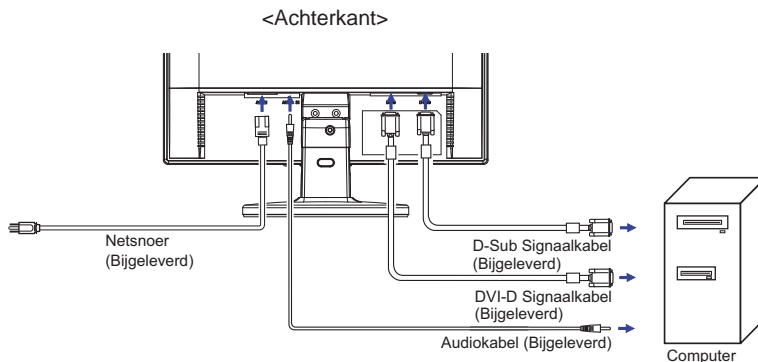 <Achterkant>
Netsnoer
(Bijgeleverd)
D-Sub Signaalkabel
(Bijgeleverd)
DVI-D Signaalkabel
(Bijgeleverd)
Audiokabel (Bijgeleverd)
Computer